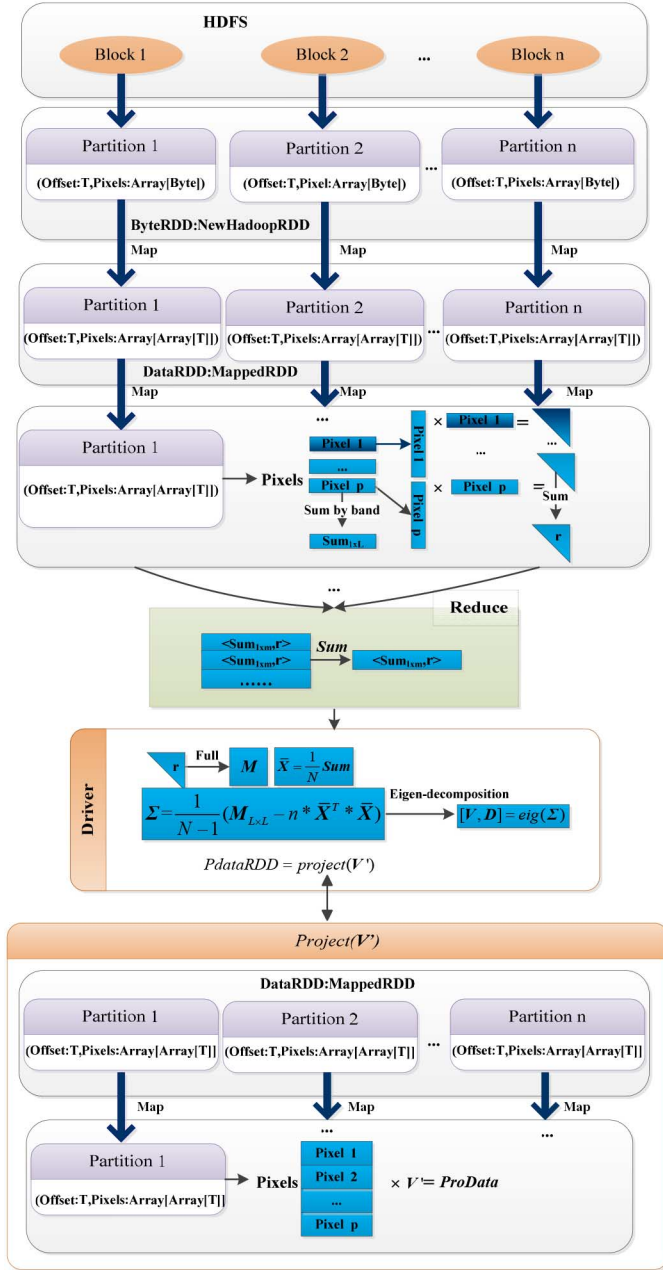 HDFS
Block 1 Block 2 ... Block n
Partition 1 Partition 2 Partition n
(Offset:T,Pixels:Array[Byte]) (Offset:T,Pixel:Array[Byte]) ... (Offset:T,Pixels:Array[Byte])
ByteRDD:NewHadoopRDD
Map Map Map
Partition 1 Partition 2 Partition n
(Offset:T,Pixels:Array[Array[T]]) (Offset:T,Pixels:Array[Array[T]]) ... (Offset:T,Pixels:Array[Array[T]])
DataRDD:MappedRDD
Map Map Map
Partition 1
(Offset:T,Pixels:Array[Array[T]])
Pixels
...
Pixel 1
...
Pixel p
Sum by band
Sum1xL
Pixel 1
× Pixel 1 =
... ...
Pixel p
× Pixel p =
Sum
r
...
Reduce
<Sum1xm,r>
<Sum1xm,r>
......
Sum
<Sum1xm,r>
Driver
r Full M X̄ = 1/N Sum
Σ = 1/(N−1) (M L×L − n * X̄^T * X̄)
Eigen-decomposition
[V, D] = eig(Σ)
PdataRDD = project(V')
Project(V')
DataRDD:MappedRDD
Partition 1 Partition 2 Partition n
(Offset:T,Pixels:Array[Array[T]] (Offset:T,Pixels:Array[Array[T]] ... (Offset:T,Pixels:Array[Array[T]]
Map Map Map
... ...
Partition 1
(Offset:T,Pixels:Array[Array[T]]
Pixels
Pixel 1
Pixel 2
...
Pixel p
× V'= ProData